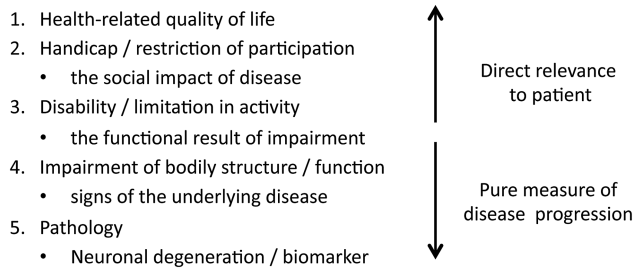 1. Health-related quality of life
2. Handicap / restriction of participation
• the social impact of disease
3. Disability / limitation in activity
• the functional result of impairment
4. Impairment of bodily structure / function
• signs of the underlying disease
5. Pathology
• Neuronal degeneration / biomarker
Direct relevance
to patient
Pure measure of
disease progression